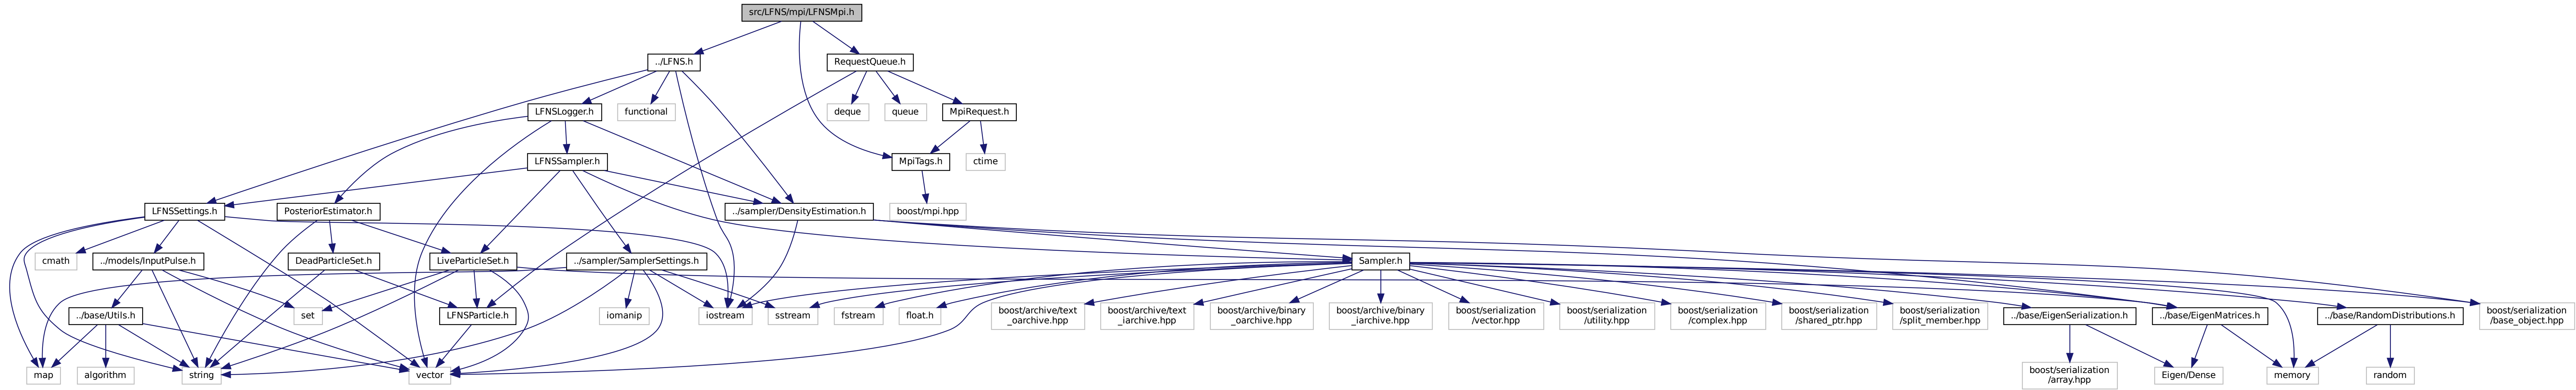 src/LFNS/mpi/LFNSMpi.h
../LFNS.h
RequestQueue.h
LFNSLogger.h
functional
deque
queue
MpiRequest.h
LFNSSampler.h
MpiTags.h
ctime
LFNSSettings.h
PosteriorEstimator.h
../sampler/DensityEstimation.h
boost/mpi.hpp
cmath
../models/InputPulse.h
DeadParticleSet.h
LiveParticleSet.h
../sampler/SamplerSettings.h
Sampler.h
../base/Utils.h
set
LFNSParticle.h
iomanip
iostream
sstream
fstream
float.h
boost/archive/text
_oarchive.hpp
boost/archive/text
_iarchive.hpp
boost/archive/binary
_oarchive.hpp
boost/archive/binary
_iarchive.hpp
boost/serialization
/vector.hpp
boost/serialization
/utility.hpp
boost/serialization
/complex.hpp
boost/serialization
/shared_ptr.hpp
boost/serialization
/split_member.hpp
../base/EigenSerialization.h
../base/EigenMatrices.h
../base/RandomDistributions.h
boost/serialization
/base_object.hpp
map
algorithm
string
vector
boost/serialization
/array.hpp
Eigen/Dense
memory
random